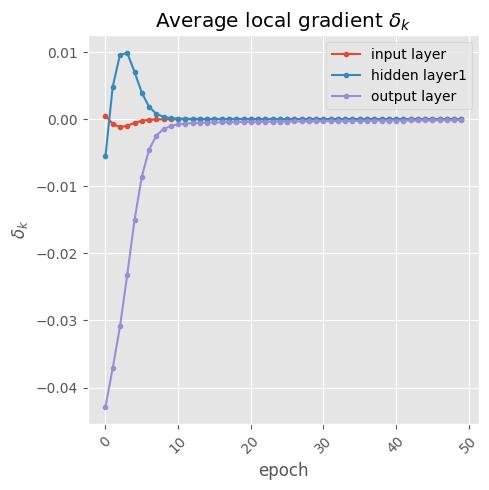 Average local gradient δk
input layer
hidden layer1
output layer
0.01
0.00
−0.01
−0.02
−0.03
−0.04
δk
0 10 20 30 40 50
epoch